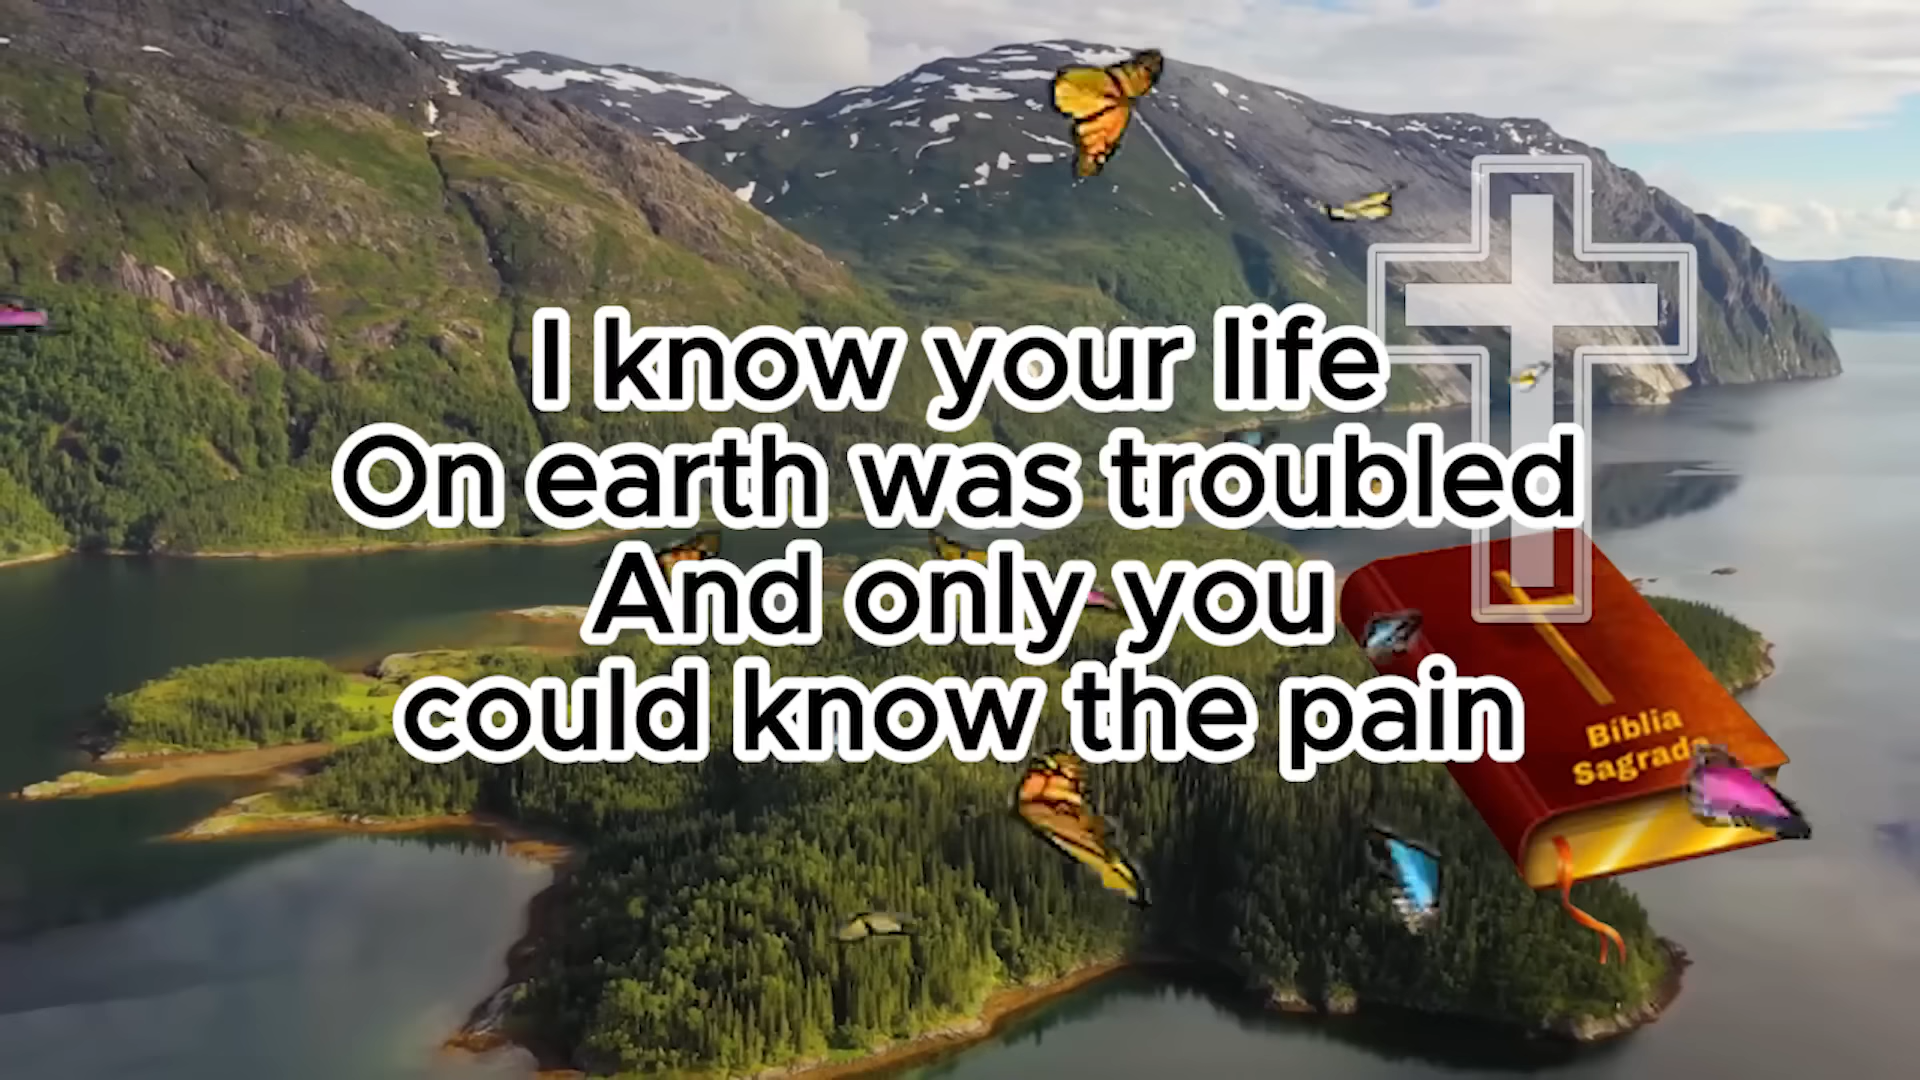 I know your life
On earth was troubled
And only you
could know the pain
Bíblia
Sagrada